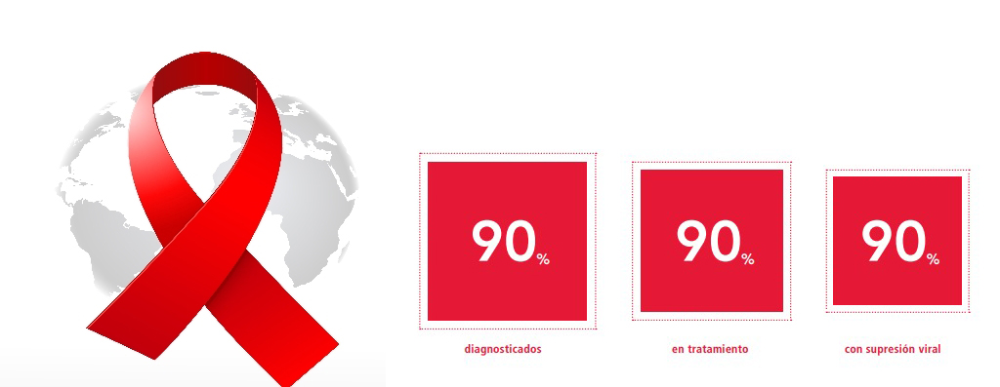 90%
diagnosticados
90%
en tratamiento
90%
con supresión viral